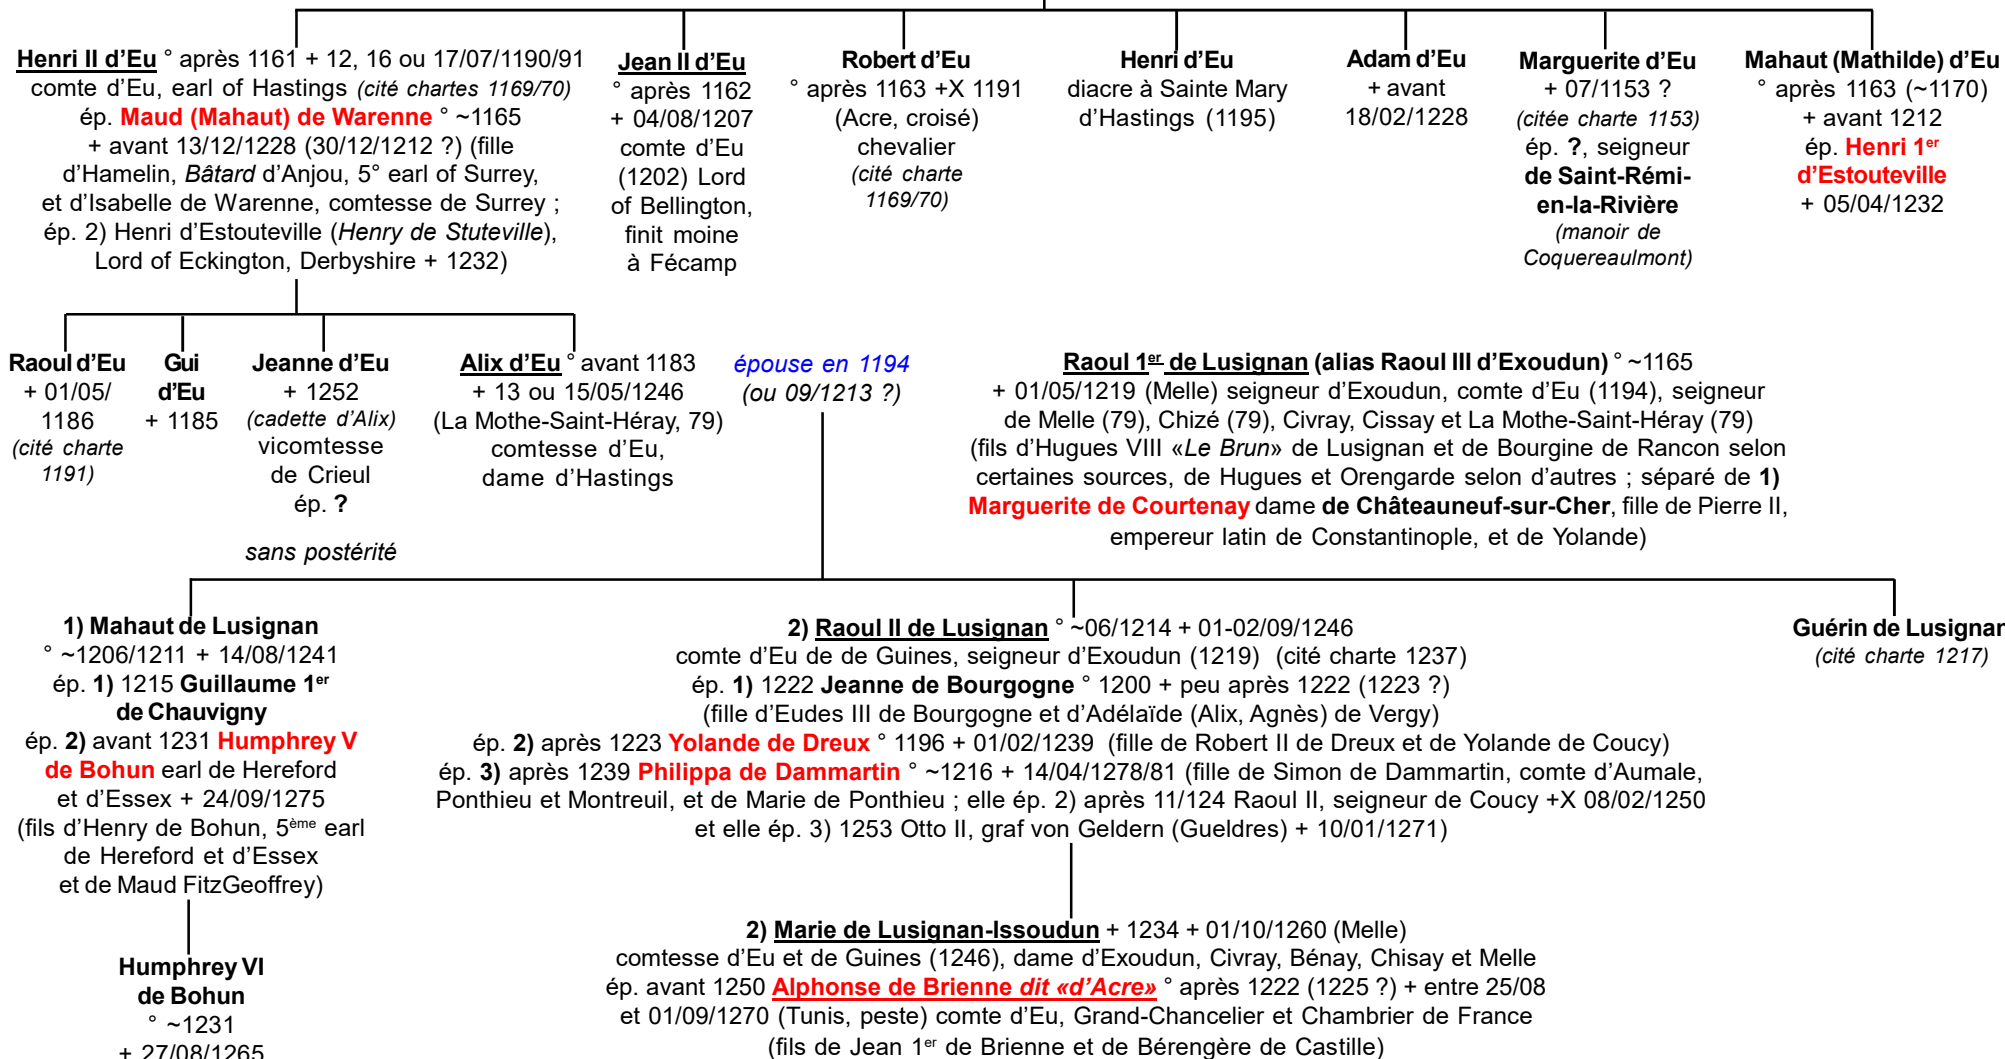 Henri II d’Eu ° après 1161 + 12, 16 ou 17/07/1190/91
comte d’Eu, earl of Hastings (cité chartes 1169/70)
ép. Maud (Mahaut) de Warenne ° ~1165
+ avant 13/12/1228 (30/12/1212 ?) (fille
d’Hamelin, Bâtard d’Anjou, 5° earl of Surrey,
et d’Isabelle de Warenne, comtesse de Surrey ;
ép. 2) Henri d’Estouteville (Henry de Stuteville),
Lord of Eckington, Derbyshire + 1232)
Jean II d’Eu
° après 1162
+ 04/08/1207
comte d’Eu
(1202) Lord
of Bellington,
finit moine
à Fécamp
Robert d’Eu
° après 1163 +X 1191
(Acre, croisé)
chevalier
(cité charte
1169/70)
Henri d’Eu
diacre à Sainte Mary
d’Hastings (1195)
Adam d’Eu
+ avant
18/02/1228
Marguerite d’Eu
+ 07/1153 ?
(citée charte 1153)
ép. ?, seigneur
de Saint-Rémi-
en-la-Rivière
(manoir de
Coquereaulmont)
Mahaut (Mathilde) d’Eu
° après 1163 (~1170)
+ avant 1212
ép. Henri 1er
d’Estouteville
+ 05/04/1232
Raoul d’Eu
+ 01/05/
1186
(cité charte
1191)
Gui
d’Eu
+ 1185
Jeanne d’Eu
+ 1252
(cadette d’Alix)
vicomtesse
de Crieul
ép. ?
sans postérité
Alix d’Eu ° avant 1183
+ 13 ou 15/05/1246
(La Mothe-Saint-Héray, 79)
comtesse d’Eu,
dame d’Hastings
épouse en 1194
(ou 09/1213 ?)
Raoul 1er de Lusignan (alias Raoul III d’Exoudun) ° ~1165
+ 01/05/1219 (Melle) seigneur d’Exoudun, comte d’Eu (1194), seigneur
de Melle (79), Chizé (79), Civray, Cissay et La Mothe-Saint-Héray (79)
(fils d’Hugues VIII «Le Brun» de Lusignan et de Bourgine de Rancon selon
certaines sources, de Hugues et Orengarde selon d’autres ; séparé de 1)
Marguerite de Courtenay dame de Châteauneuf-sur-Cher, fille de Pierre II,
empereur latin de Constantinople, et de Yolande)
1) Mahaut de Lusignan
° ~1206/1211 + 14/08/1241
ép. 1) 1215 Guillaume 1er
de Chauvigny
ép. 2) avant 1231 Humphrey V
de Bohun earl de Hereford
et d’Essex + 24/09/1275
(fils d’Henry de Bohun, 5ème earl
de Hereford et d’Essex
et de Maud FitzGeoffrey)
2) Raoul II de Lusignan ° ~06/1214 + 01-02/09/1246
comte d’Eu de de Guines, seigneur d’Exoudun (1219) (cité charte 1237)
ép. 1) 1222 Jeanne de Bourgogne ° 1200 + peu après 1222 (1223 ?)
(fille d’Eudes III de Bourgogne et d’Adélaïde (Alix, Agnès) de Vergy)
ép. 2) après 1223 Yolande de Dreux ° 1196 + 01/02/1239 (fille de Robert II de Dreux et de Yolande de Coucy)
ép. 3) après 1239 Philippa de Dammartin ° ~1216 + 14/04/1278/81 (fille de Simon de Dammartin, comte d’Aumale,
Ponthieu et Montreuil, et de Marie de Ponthieu ; elle ép. 2) après 11/124 Raoul II, seigneur de Coucy +X 08/02/1250
et elle ép. 3) 1253 Otto II, graf von Geldern (Gueldres) + 10/01/1271)
Guérin de Lusignan
(cité charte 1217)
Humphrey VI
de Bohun
° ~1231
+ 27/08/1265
2) Marie de Lusignan-Issoudun + 1234 + 01/10/1260 (Melle)
comtesse d’Eu et de Guines (1246), dame d’Exoudun, Civray, Bénay, Chisay et Melle
ép. avant 1250 Alphonse de Brienne dit «d’Acre» ° après 1222 (1225 ?) + entre 25/08
et 01/09/1270 (Tunis, peste) comte d’Eu, Grand-Chancelier et Chambrier de France
(fils de Jean 1er de Brienne et de Bérengère de Castille)